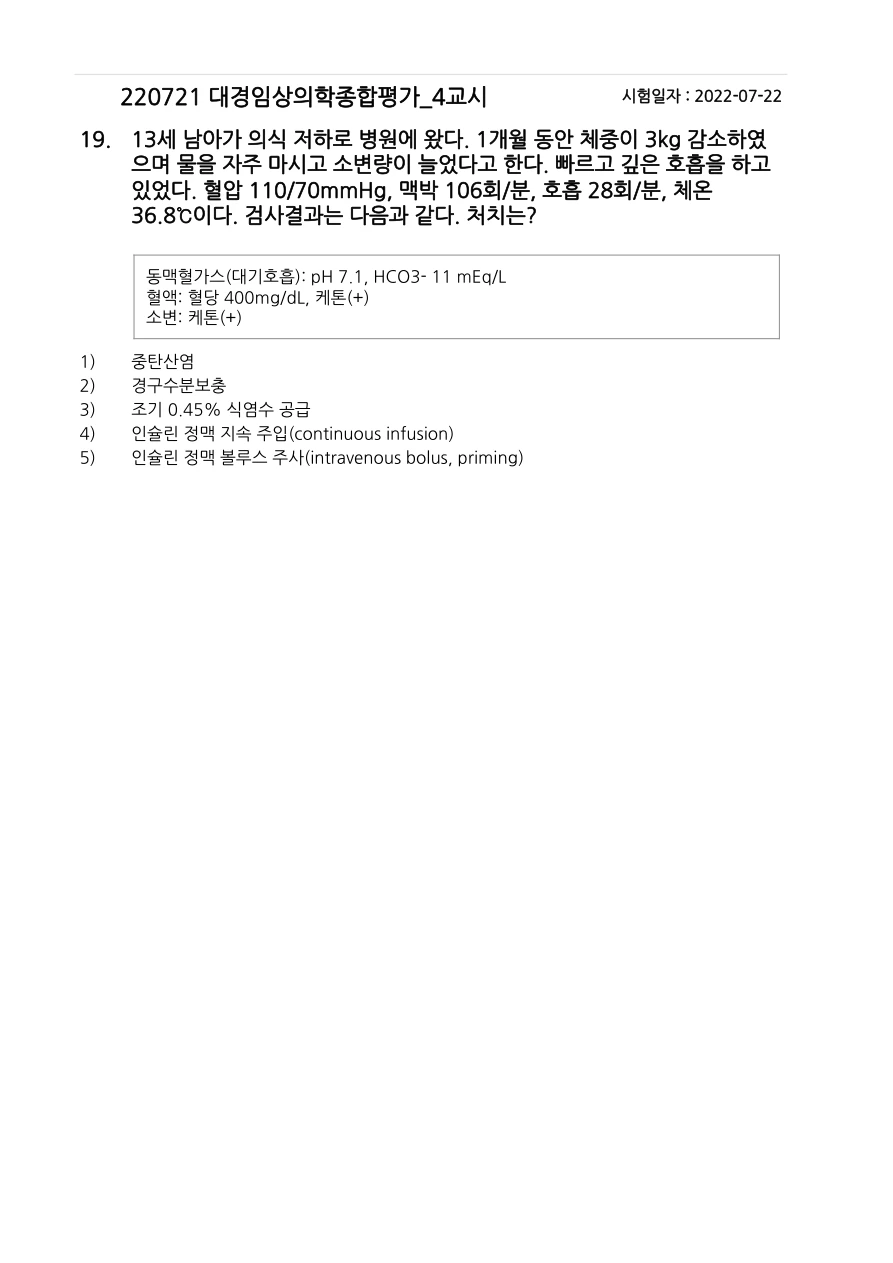 220721 대경임상의학종합평가_4교시 시험일자 : 2022-07-22
19. 13세 남아가 의식 저하로 병원에 왔다. 1개월 동안 체중이 3kg 감소하였
으며 물을 자주 마시고 소변량이 늘었다고 한다. 빠르고 깊은 호흡을 하고
있었다. 혈압 110/70mmHg, 맥박 106회/분, 호흡 28회/분, 체온
36.8℃이다. 검사결과는 다음과 같다. 처치는?
동맥혈가스(대기호흡): pH 7.1, HCO3- 11 mEq/L
혈액: 혈당 400mg/dL, 케톤(+)
소변: 케톤(+)
1) 중탄산염
2) 경구수분보충
3) 조기 0.45% 식염수 공급
4) 인슐린 정맥 지속 주입(continuous infusion)
5) 인슐린 정맥 볼루스 주사(intravenous bolus, priming)